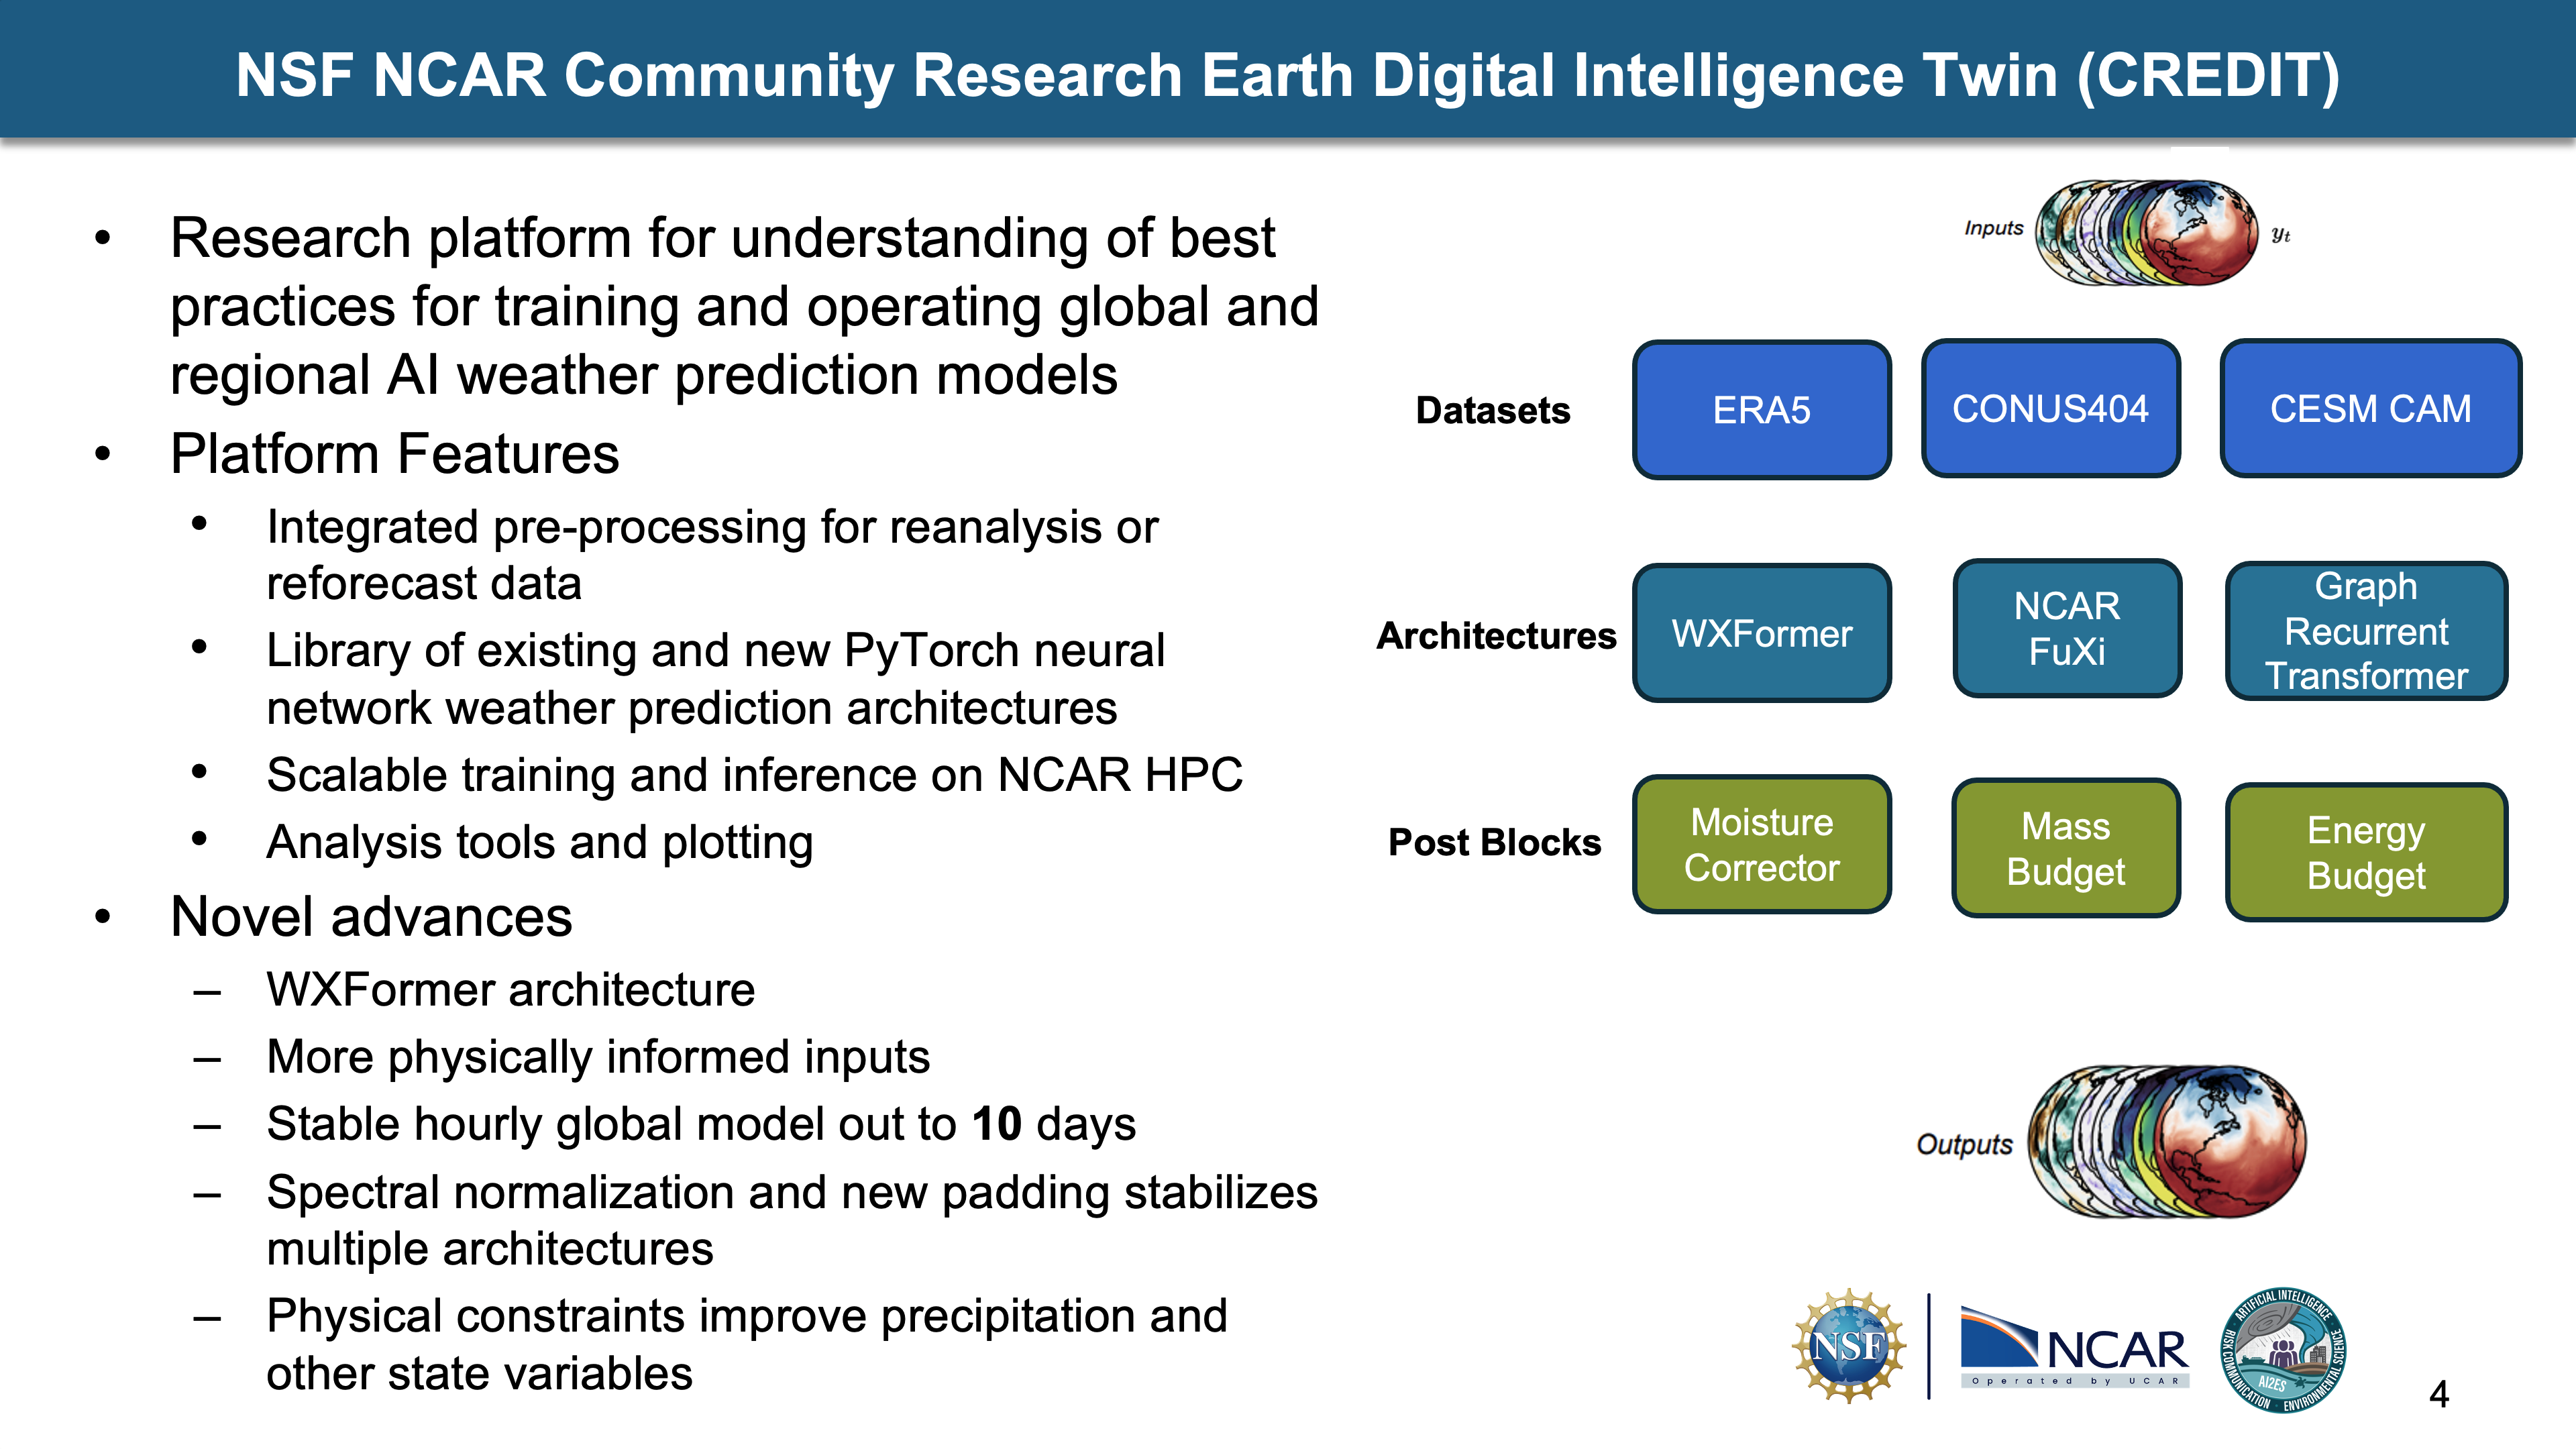 NSF NCAR Community Research Earth Digital Intelligence Twin (CREDIT)
• Research platform for understanding of best
practices for training and operating global and
regional AI weather prediction models
• Platform Features
• Integrated pre-processing for reanalysis or
reforecast data
• Library of existing and new PyTorch neural
network weather prediction architectures
• Scalable training and inference on NCAR HPC
• Analysis tools and plotting
• Novel advances
– WXFormer architecture
– More physically informed inputs
– Stable hourly global model out to 10 days
– Spectral normalization and new padding stabilizes
multiple architectures
– Physical constraints improve precipitation and
other state variables
Inputs
yt
Datasets
ERA5
CONUS404
CESM CAM
Architectures
WXFormer
NCAR
FuXi
Graph
Recurrent
Transformer
Post Blocks
Moisture
Corrector
Mass
Budget
Energy
Budget
Outputs
NSF
NCAR
Operated by UCAR
ARTIFICIAL INTELLIGENCE
ENVIRONMENTAL SCIENCE
RISK COMMUNICATION
AI2ES
4